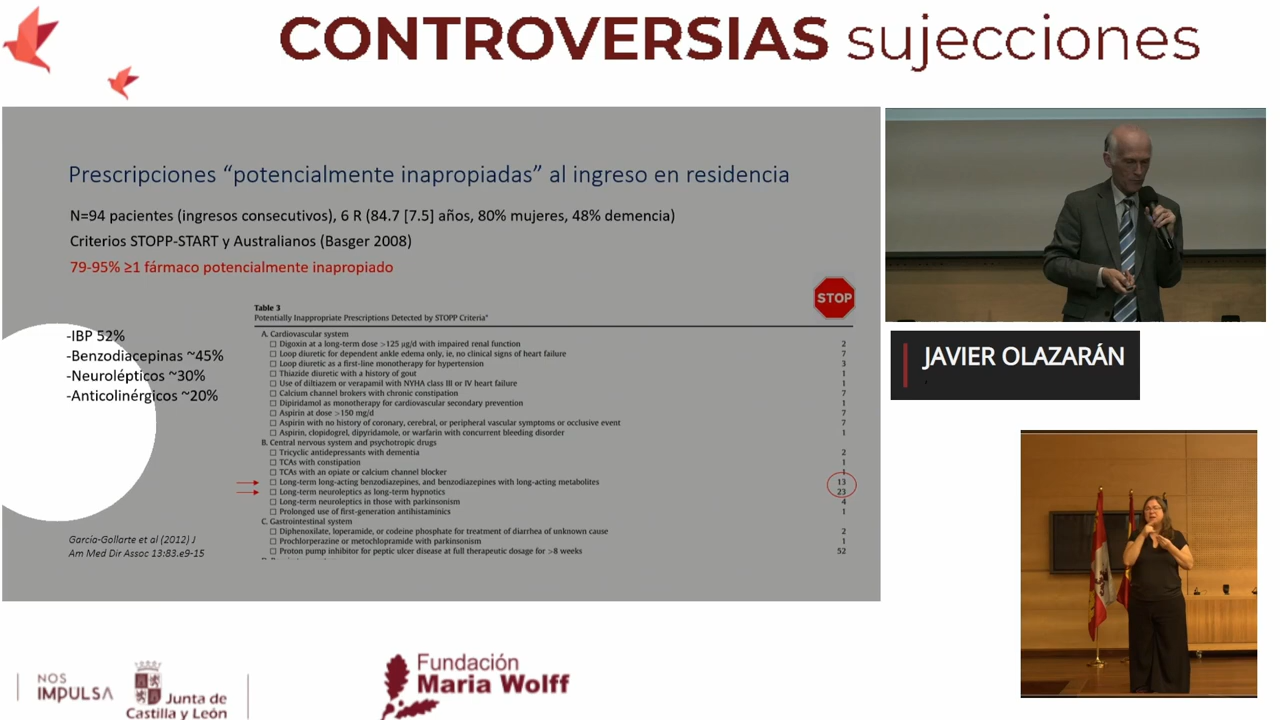 CONTROVERSIAS sujecciones
Prescripciones “potencialmente inapropiadas” al ingreso en residencia
N=94 pacientes (ingresos consecutivos), 6 R (84.7 [7.5] años, 80% mujeres, 48% demencia)
Criterios STOPP-START y Australianos (Basger 2008)
79-95% ≥1 fármaco potencialmente inapropiado
STOP
-IBP 52%
-Benzodiacepinas ~45%
-Neurolépticos ~30%
-Anticolinérgicos ~20%
Table 3
Potentially Inappropriate Prescriptions Detected by STOPP Criteria*
A. Cardiovascular system
☐ Digoxin at a long-term dose >125 µg/d with impaired renal function 2
☐ Loop diuretic for dependent ankle edema only, ie, no clinical signs of heart failure 7
☐ Loop diuretic as a first-line monotherapy for hypertension 3
☐ Thiazide diuretic with a history of gout 1
☐ Use of diltiazem or verapamil with NYHA class III or IV heart failure 1
☐ Calcium channel brokers with chronic constipation 7
☐ Dipiridamol as monotherapy for cardiovascular secondary prevention 1
☐ Aspirin at dose >150 mg/d 7
☐ Aspirin with no history of coronary, cerebral, or peripheral vascular symptoms or occlusive event 7
☐ Aspirin, clopidogrel, dipyridamole, or warfarin with concurrent bleeding disorder 1
B. Central nervous system and psychotropic drugs
☐ Tricyclic antidepressants with dementia 2
☐ TCAs with constipation 1
☐ TCAs with an opiate or calcium channel blocker 1
☐ Long-term long-acting benzodiazepines, and benzodiazepines with long-acting metabolites 13
☐ Long-term neuroleptics as long-term hypnotics 23
☐ Long-term neuroleptics in those with parkinsonism 4
☐ Prolonged use of first-generation antihistaminics 1
C. Gastrointestinal system
☐ Diphenoxilate, loperamide, or codeine phosphate for treatment of diarrhea of unknown cause 2
☐ Prochlorperazine or metochlopramide with parkinsonism 1
☐ Proton pump inhibitor for peptic ulcer disease at full therapeutic dosage for >8 weeks 52
García-Gollarte et al (2012) J
Am Med Dir Assoc 13:83.e9-15
JAVIER OLAZARÁN
NOS
IMPULSA
Junta de
Castilla y León
Fundación
Maria Wolff